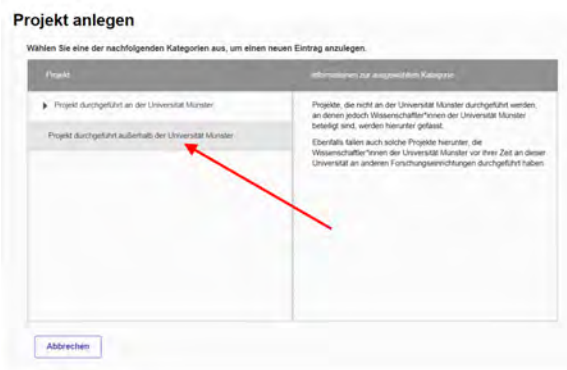 Projekt anlegen
Wählen Sie eine der nachfolgenden Kategorien aus, um einen neuen Eintrag anzulegen.
Projekt
Informationen zur ausgewählten Kategorie
Projekt durchgeführt an der Universität Münster
Projekt durchgeführt außerhalb der Universität Münster
Projekte, die nicht an der Universität Münster durchgeführt werden,
an denen jedoch Wissenschaftler*innen der Universität Münster
beteiligt sind, werden hierunter gefasst.
Ebenfalls fallen auch solche Projekte hierunter, die
Wissenschaftler*innen der Universität Münster vor ihrer Zeit an dieser
Universität an anderen Forschungseinrichtungen durchgeführt haben.
Abbrechen